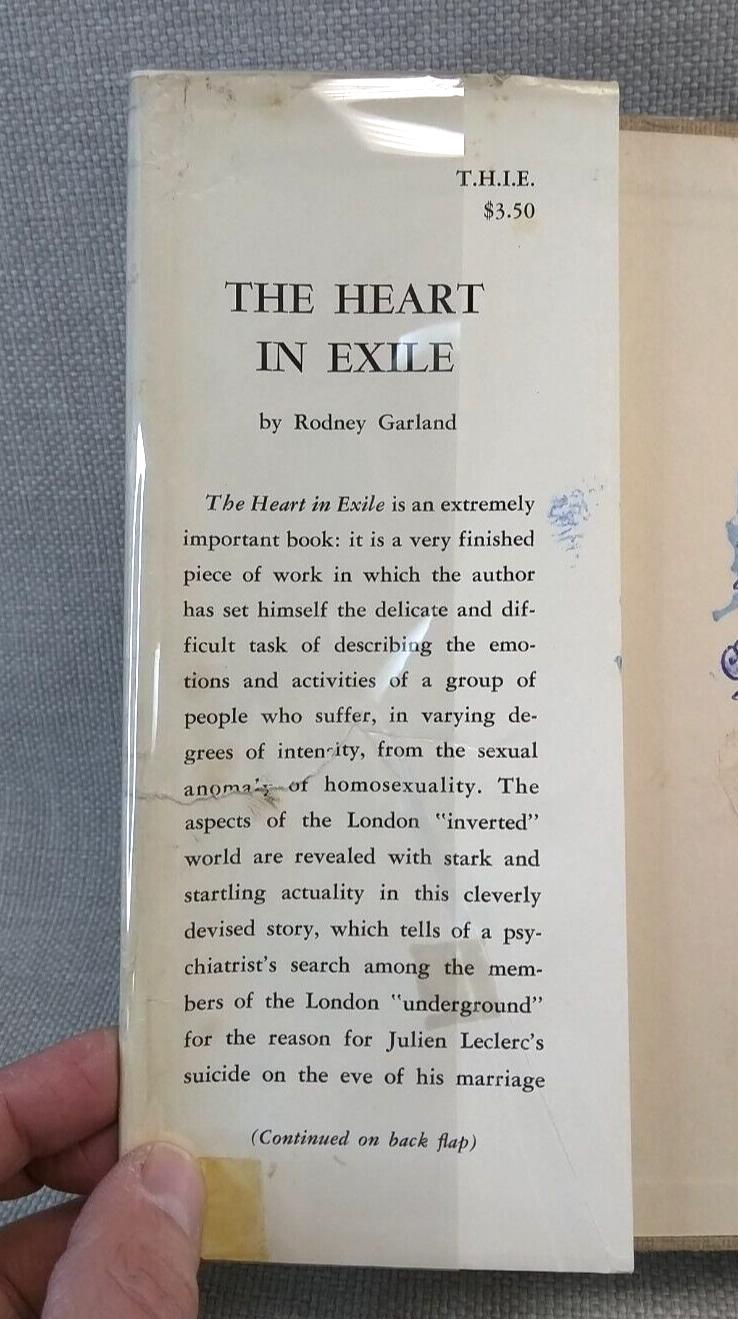 T.H.I.E.
$3.50
THE HEART
IN EXILE
by Rodney Garland
The Heart in Exile is an extremely
important book: it is a very finished
piece of work in which the author
has set himself the delicate and dif-
ficult task of describing the emo-
tions and activities of a group of
people who suffer, in varying de-
grees of intensity, from the sexual
anomaly of homosexuality. The
aspects of the London "inverted"
world are revealed with stark and
startling actuality in this cleverly
devised story, which tells of a psy-
chiatrist's search among the mem-
bers of the London "underground"
for the reason for Julien Leclerc's
suicide on the eve of his marriage
(Continued on back flap)